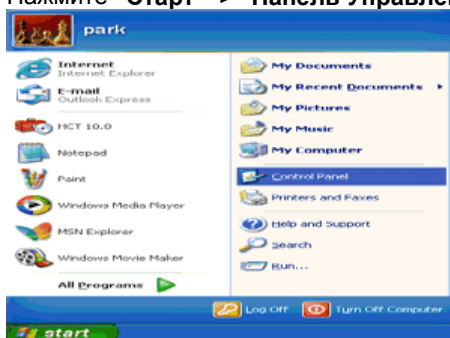 Нажмите "Старт" -> "Панель Управле
park
Internet
Internet Explorer
E-mail
Outlook Express
HCT 10.0
Notepad
Paint
Windows Media Player
MSN Explorer
Windows Movie Maker
All Programs
My Documents
My Recent Documents
My Pictures
My Music
My Computer
Control Panel
Printers and Faxes
Help and Support
Search
Run...
Log Off
Turn Off Computer
start